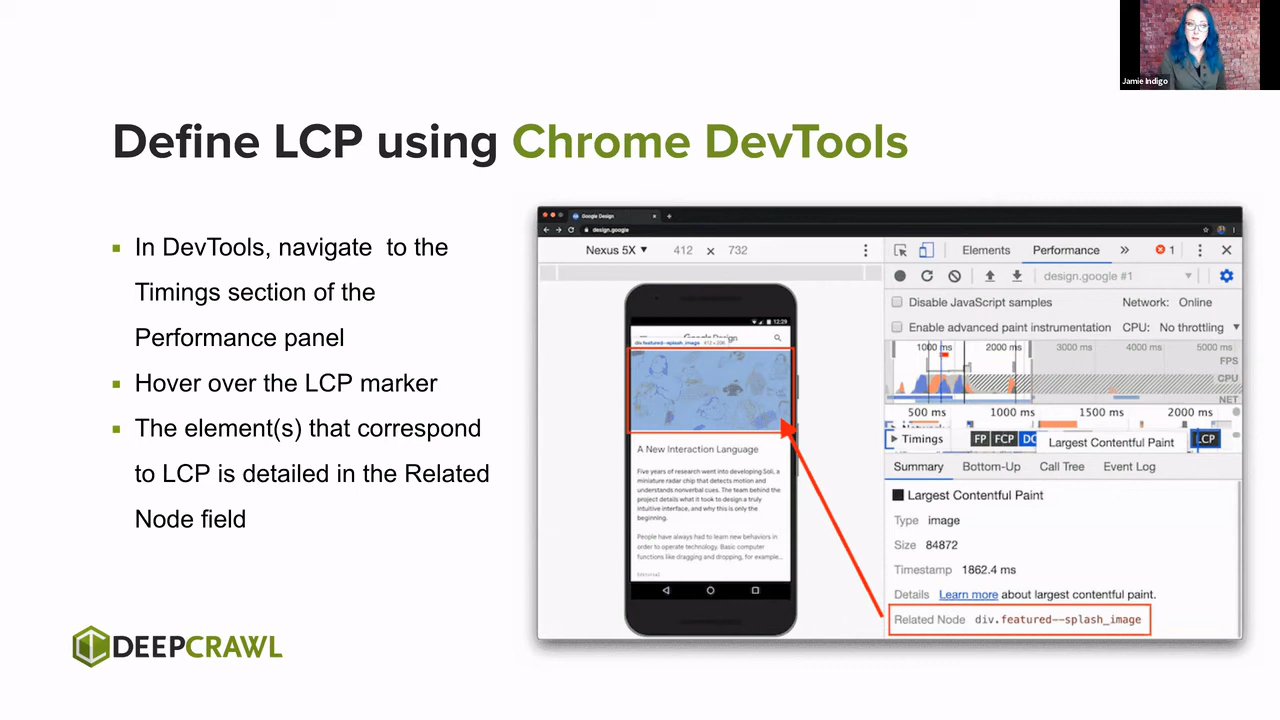 Jamie Indigo
Define LCP using Chrome DevTools
In DevTools, navigate  to the
Timings section of the
Performance panel
Hover over the LCP marker
The element(s) that correspond
to LCP is detailed in the Related
Node field
DEEPCRAWL
Google Design
design.google
Nexus 5X ▼ 412 × 732
Elements Performance » 1
design.google #1
Disable JavaScript samples Network: Online
Enable advanced paint instrumentation CPU: No throttling
1000 ms 2000 ms 3000 ms 4000 ms 5000 ms
FPS
CPU
NET
500 ms 1000 ms 1500 ms 2000 ms
Timings FP FCP Largest Contentful Paint LCP
Summary Bottom-Up Call Tree Event Log
Largest Contentful Paint
Type image
Size 84872
Timestamp 1862.4 ms
Details Learn more about largest contentful paint.
Related Node div.featured--splash_image
12:29
div.featured--splash_image 412 × 206
A New Interaction Language
Five years of research went into developing Soli, a
miniature radar chip that detects motion and
understands nonverbal cues. The team behind the
project details what it took to design a truly
intuitive interface, and why this is only the
beginning.
People have always had to learn new behaviors in
order to operate technology. Basic computer
functions like dragging and dropping, for example...